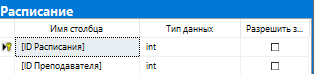 Расписание
Имя столбца Тип данных Разрешить з...
[ID Расписания] int
[ID Преподавателя] int